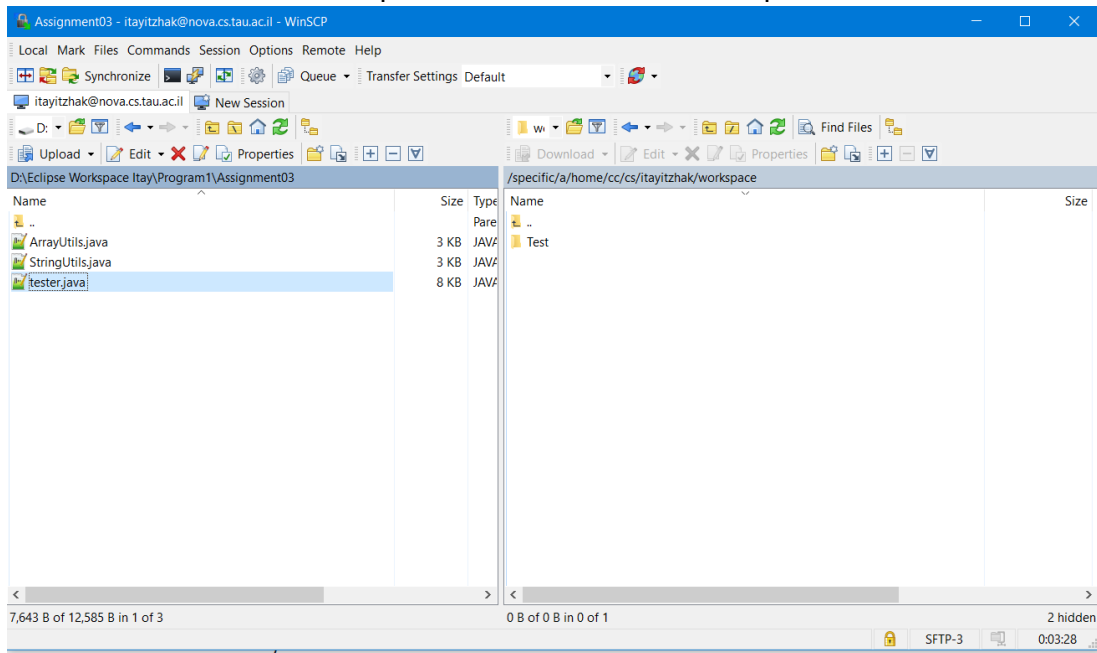 Assignment03 - itayitzhak@nova.cs.tau.ac.il - WinSCP
Local Mark Files Commands Session Options Remote Help
Synchronize Queue Transfer Settings Default
itayitzhak@nova.cs.tau.ac.il New Session
D: Find Files
Upload Edit Properties Download Edit Properties
D:\Eclipse Workspace Itay\Program1\Assignment03 /specific/a/home/cc/cs/itayitzhak/workspace
Name Size Type Name Size
.. Pare ..
ArrayUtils.java 3 KB JAVA Test
StringUtils.java 3 KB JAVA
tester.java 8 KB JAVA
7,643 B of 12,585 B in 1 of 3 0 B of 0 B in 0 of 1 2 hidden
SFTP-3 0:03:28